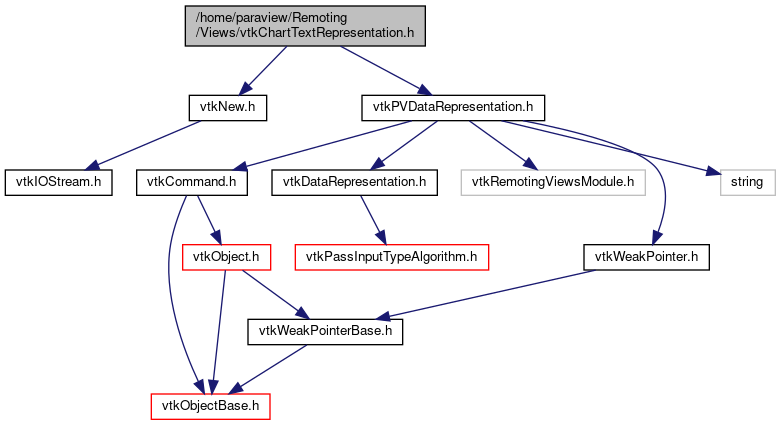 /home/paraview/Remoting
/Views/vtkChartTextRepresentation.h
vtkNew.h
vtkPVDataRepresentation.h
vtkIOStream.h
vtkCommand.h
vtkDataRepresentation.h
vtkRemotingViewsModule.h
string
vtkObject.h
vtkPassInputTypeAlgorithm.h
vtkWeakPointer.h
vtkWeakPointerBase.h
vtkObjectBase.h